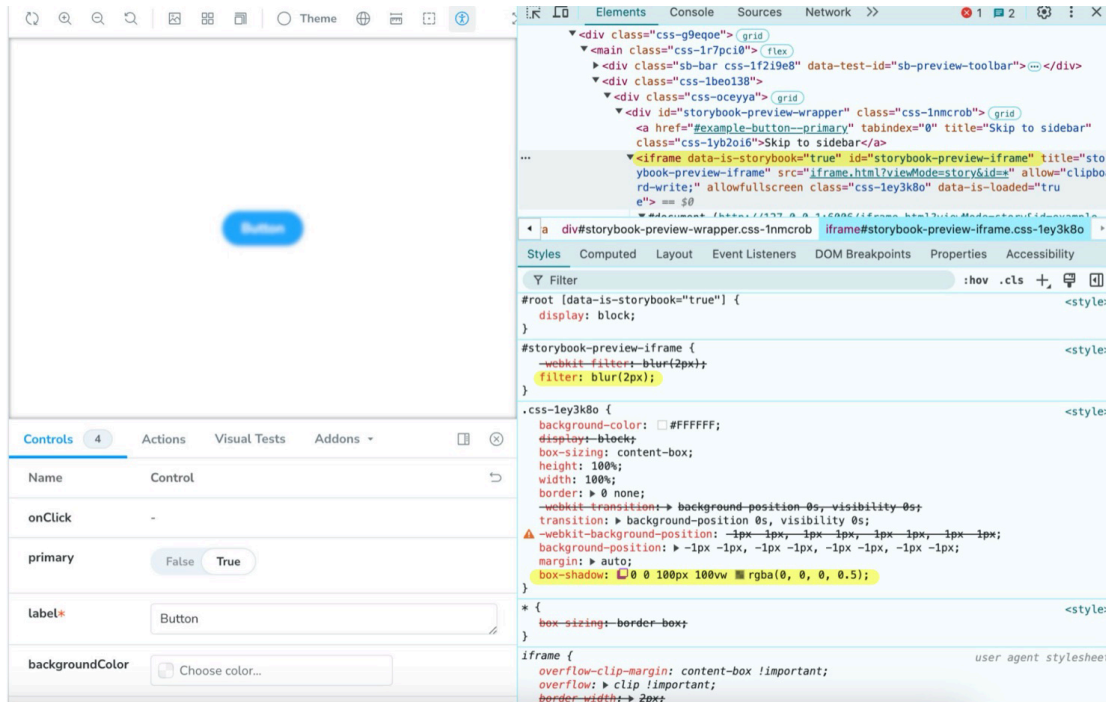 Theme
Button
Controls 4 Actions Visual Tests Addons
Name Control
onClick -
primary False True
label* Button
backgroundColor Choose color...
Elements Console Sources Network >> 1 2
<div class="css-g9eqoe"> grid
<main class="css-1r7pci0"> flex
<div class="sb-bar css-1f2i9e8" data-test-id="sb-preview-toolbar"> … </div>
<div class="css-1beo138">
<div class="css-oceyya"> grid
<div id="storybook-preview-wrapper" class="css-1nmcrob"> grid
<a href="#example-button--primary" tabindex="0" title="Skip to sidebar"
class="css-1yb2oi6">Skip to sidebar</a>
<iframe data-is-storybook="true" id="storybook-preview-iframe" title="sto
rybook-preview-iframe" src="iframe.html?viewMode=story&id=*" allow="clipboa
rd-write;" allowfullscreen class="css-1ey3k8o" data-is-loaded="tru
e"> == $0
a div#storybook-preview-wrapper.css-1nmcrob iframe#storybook-preview-iframe.css-1ey3k8o
Styles Computed Layout Event Listeners DOM Breakpoints Properties Accessibility
Filter :hov .cls
#root [data-is-storybook="true"] { <style>
display: block;
}
#storybook-preview-iframe { <style>
-webkit-filter: blur(2px);
filter: blur(2px);
}
.css-1ey3k8o { <style>
background-color: #FFFFFF;
display: block;
box-sizing: content-box;
height: 100%;
width: 100%;
border: 0 none;
-webkit-transition: background-position 0s, visibility 0s;
transition: background-position 0s, visibility 0s;
-webkit-background-position: -1px -1px, -1px -1px, -1px -1px, -1px -1px;
background-position: -1px -1px, -1px -1px, -1px -1px, -1px -1px;
margin: auto;
box-shadow: 0 0 100px 100vw rgba(0, 0, 0, 0.5);
}
* { <style>
box-sizing: border-box;
}
iframe { user agent stylesheet
overflow-clip-margin: content-box !important;
overflow: clip !important;
border-width: 2px;